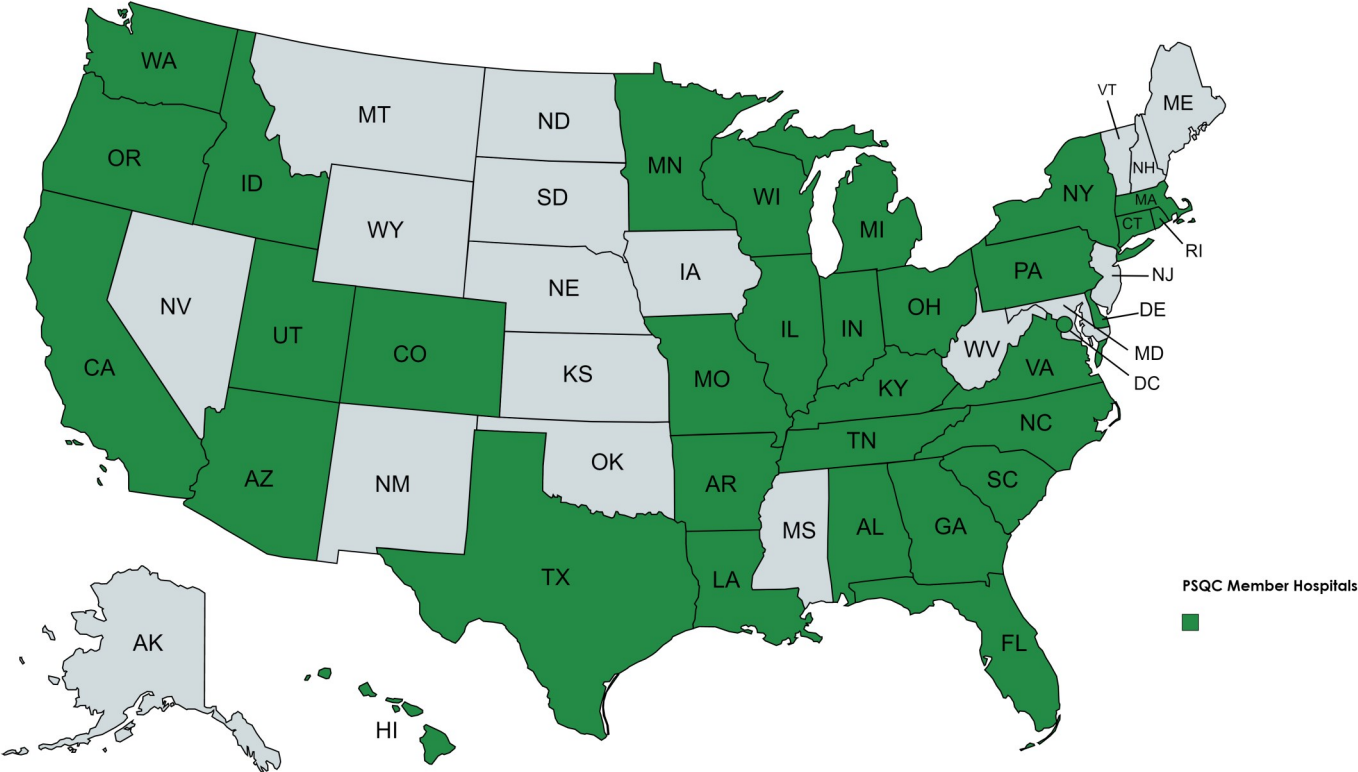 WA
MT
ND
MN
VT
ME
OR
ID
SD
WI
MI
NY
NH
MA
CT
RI
WY
IA
PA
NJ
NV
NE
OH
DE
UT
CO
IL
IN
WV
MD
DC
CA
KS
MO
KY
VA
AZ
NM
OK
AR
TN
NC
SC
TX
LA
MS
AL
GA
PSQC Member Hospitals
AK
HI
FL